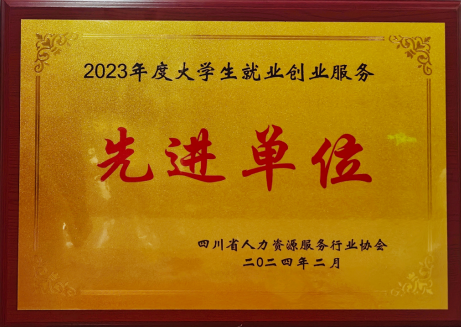 2023年度大学生就业创业服务
先进单位
四川省人力资源服务行业协会
二〇二四年二月